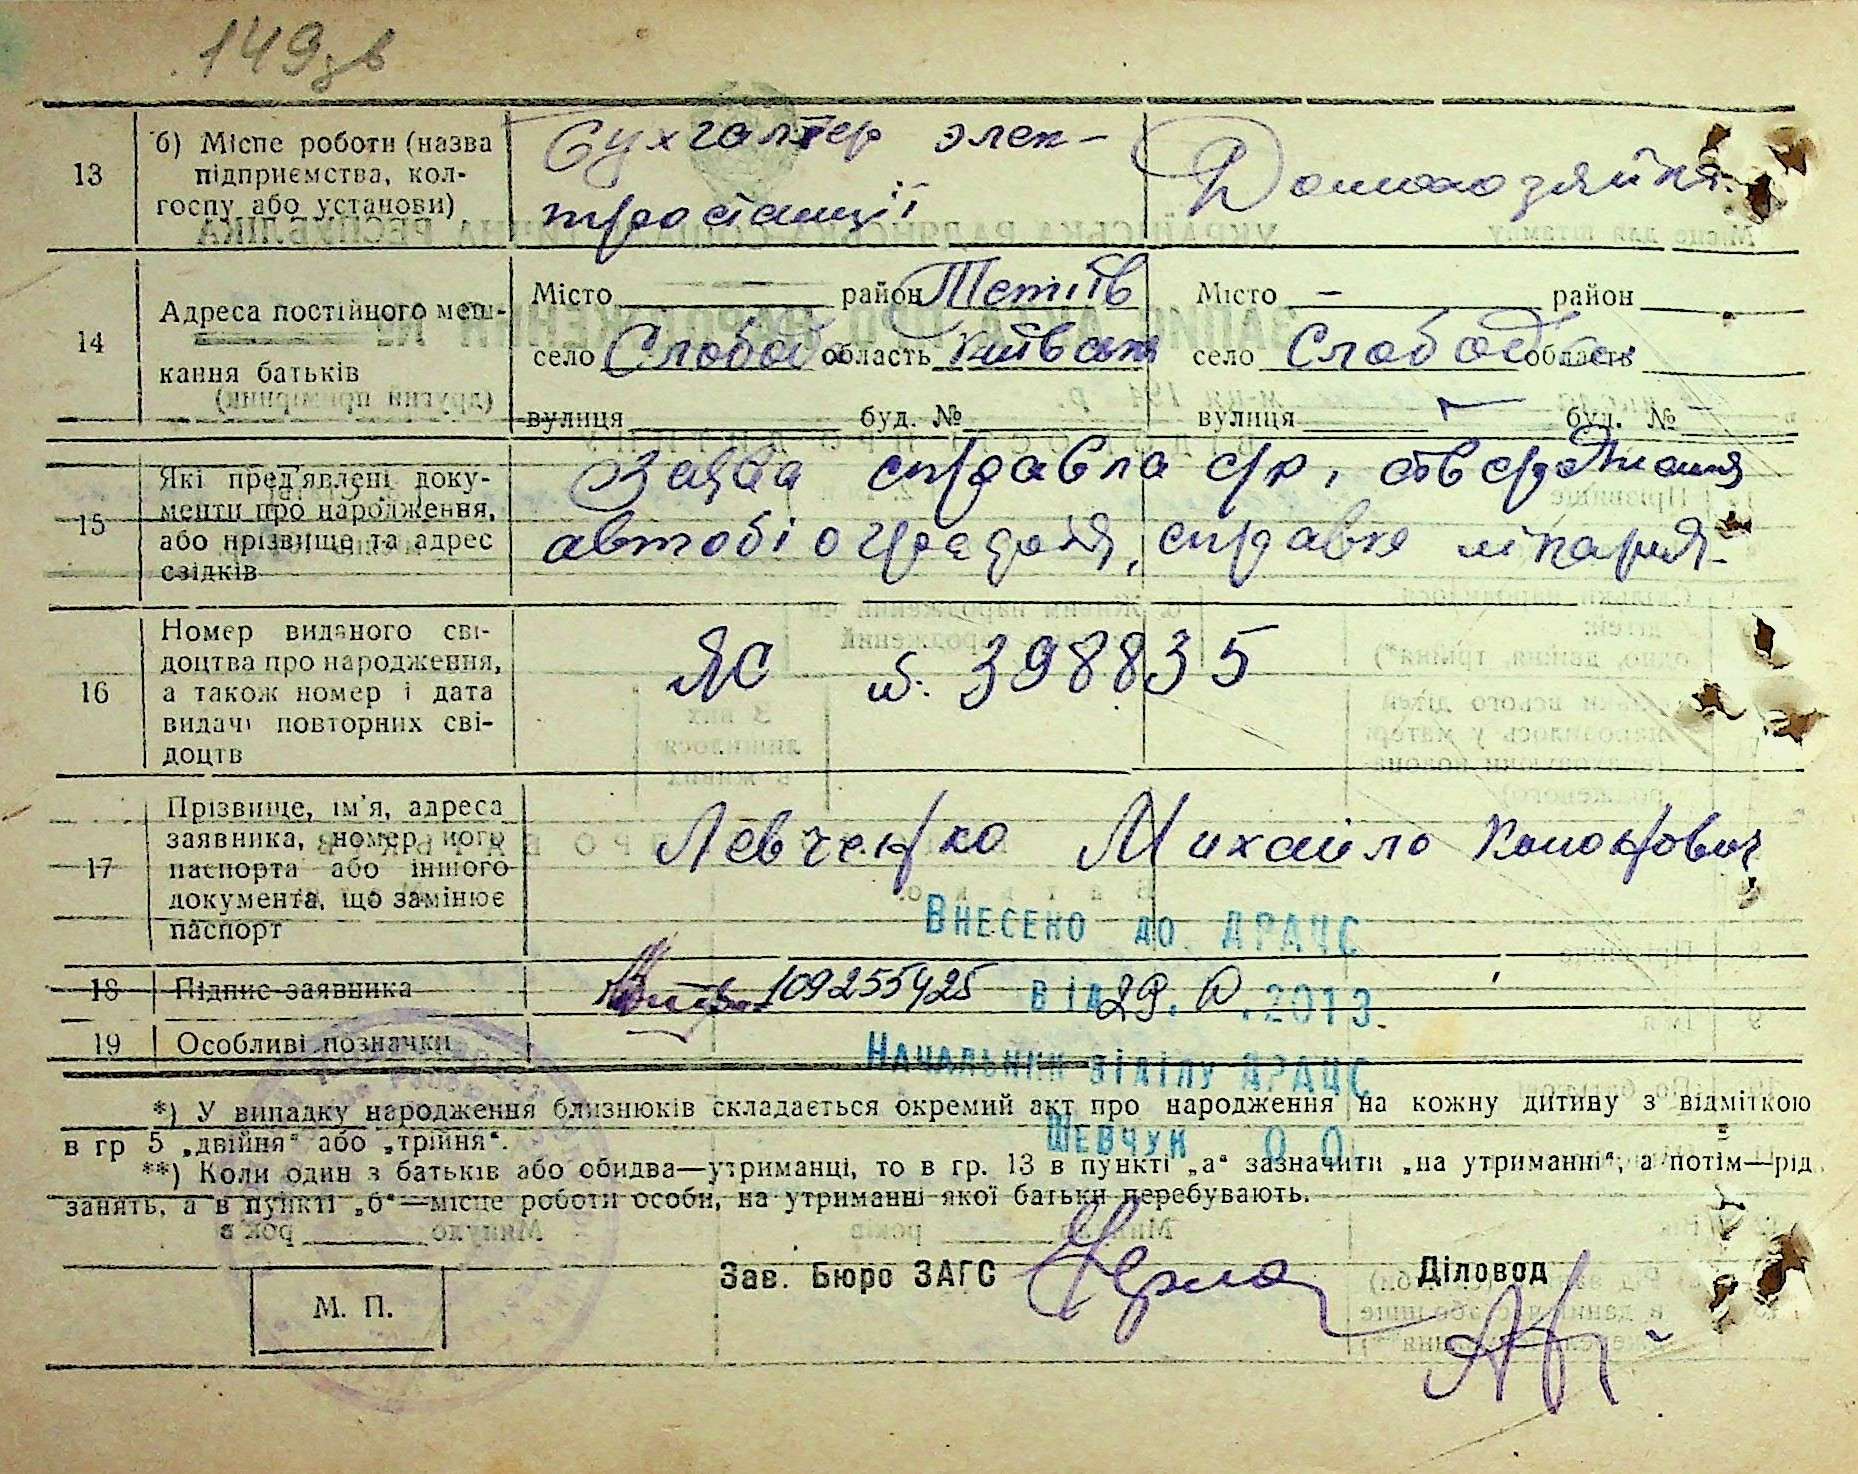 149зв
13 б) Місце роботи (назва підприємства, колгоспу або установи) Бухгалтер элек-
тростанції Домохозяйка.
14 Адреса постійного меш-
кання батьків
Місто — район Тетіїв Місто — район
село Слобода область Київська село Слобода область
вулиця буд. № вулиця — буд. № —
15 Які пред'явлені доку-
менти про народження,
або прізвище та адрес
свідків
Заява справка с/р, ствердження
автобіографія, справка лікаря.
16 Номер виданого сві-
доцтва про народження,
а також номер і дата
видачі повторних сві-
доцтв
ЯС 398835
17 Прізвище, ім'я, адреса
заявника, номер його
паспорта або іншого
документа, що замінює
паспорт
Левченко Михайло Кононович
Внесено до ДРАЦС
18 Підпис заявника
109255425 від 29. .2013.
19 Особливі позначки
Начальник відділу ДРАЦС
*) У випадку народження близнюків складається окремий акт про народження на кожну дитину з відміткою
в гр 5 „двійня“ або „трійня“.
Шевчук О О
**) Коли один з батьків або обидва—утриманці, то в гр. 13 в пункті „а“ зазначити „на утриманні“, а потім—рід
занять, а в пункті „б“—місце роботи особи, на утриманні якої батьки перебувають.
М. П.
Зав. Бюро ЗАГС Діловод